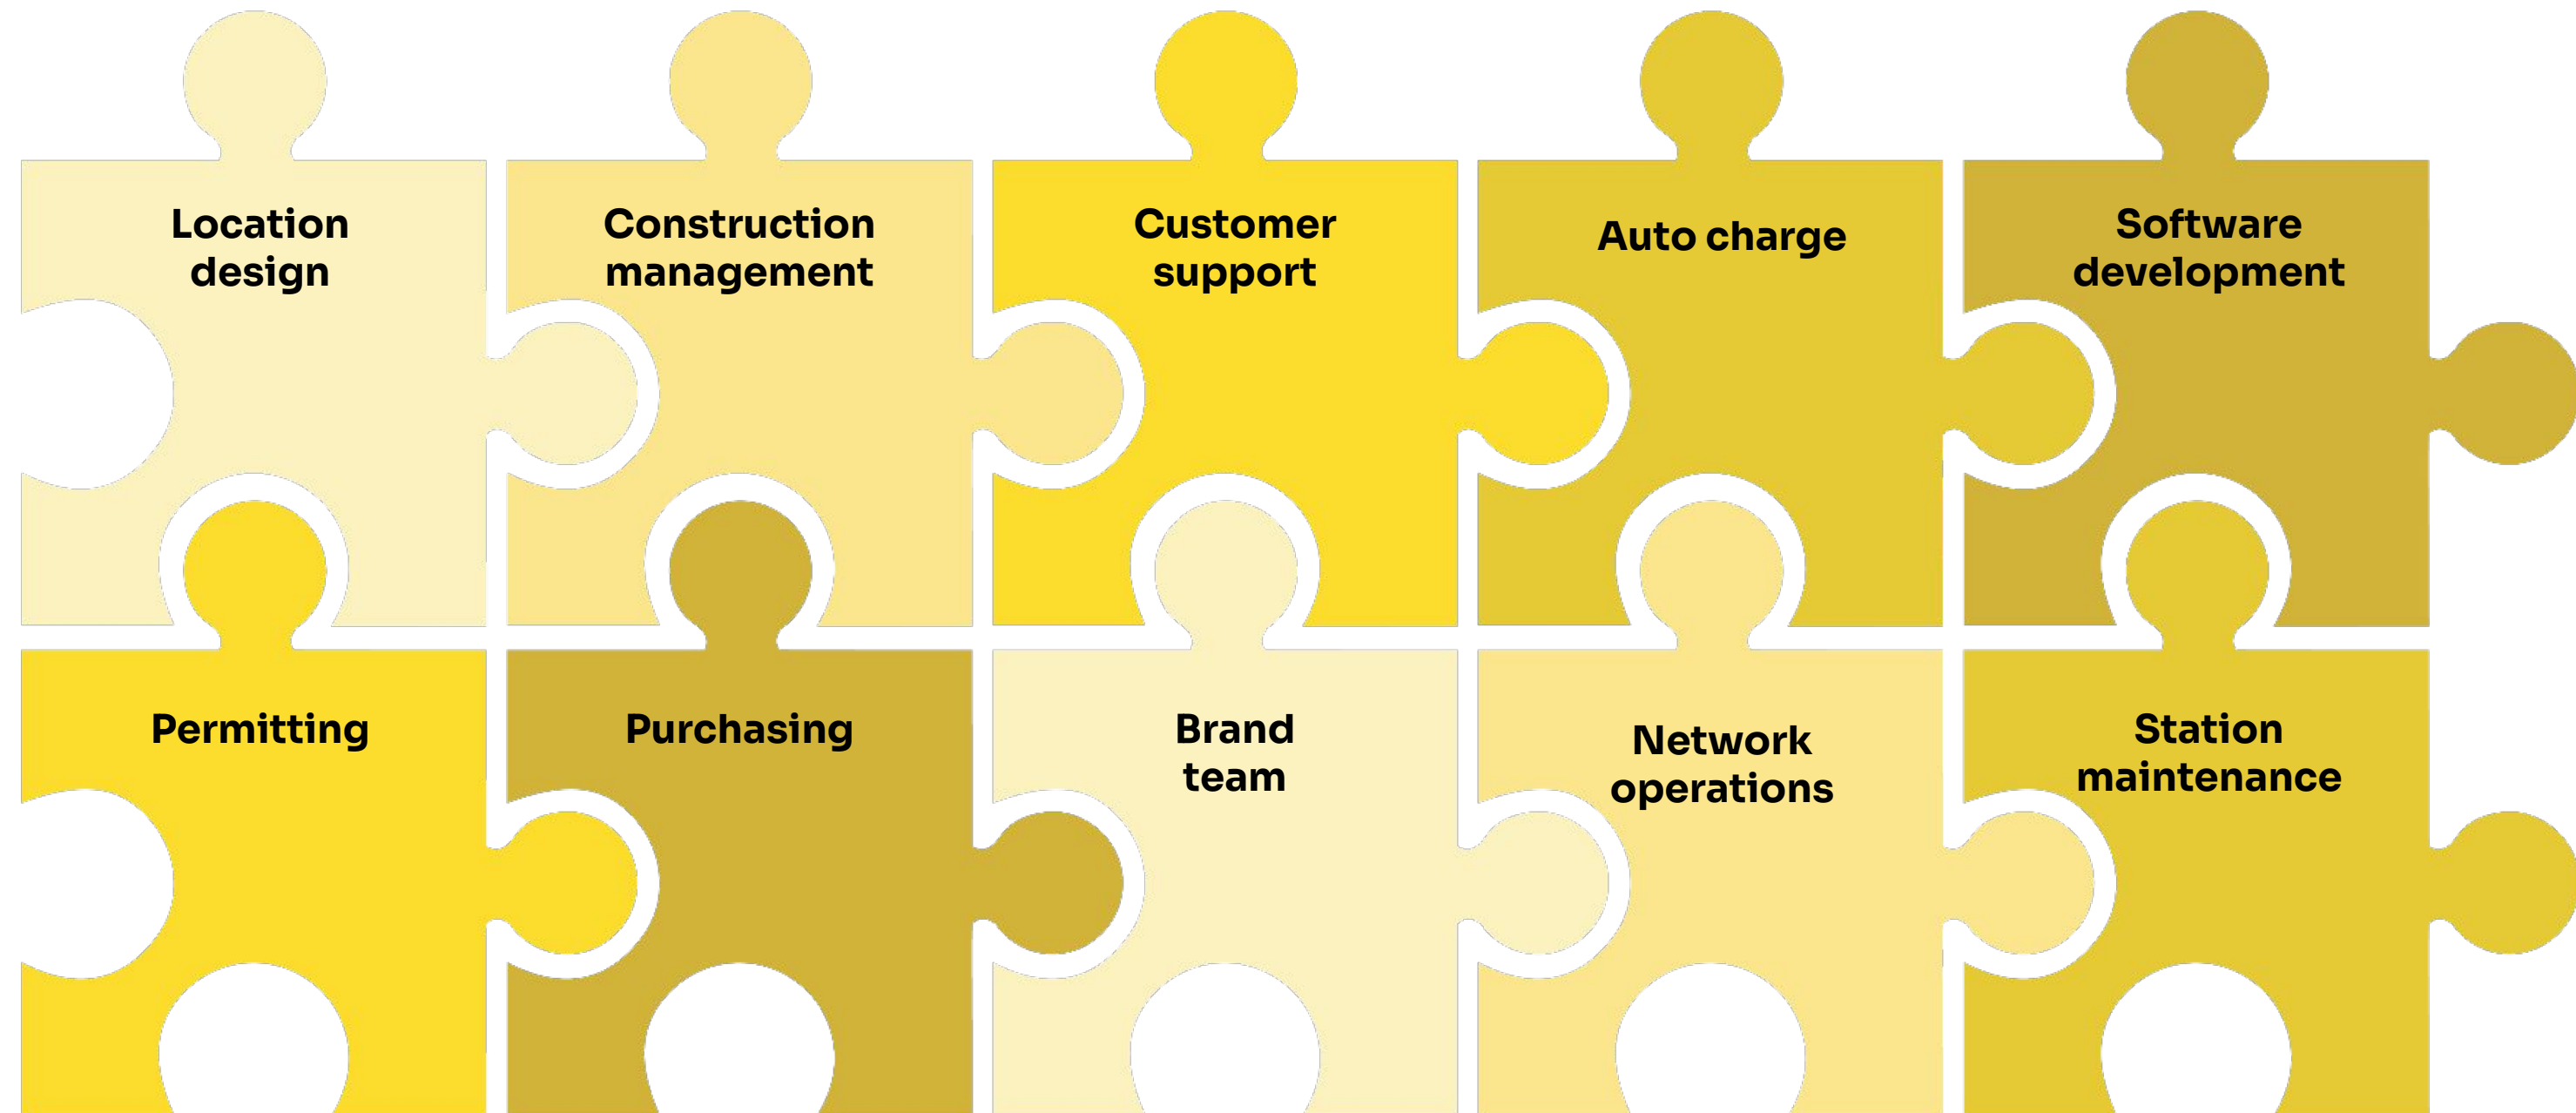 Location
design
Construction
management
Customer
support
Auto charge
Software
development
Permitting
Purchasing
Brand
team
Network
operations
Station
maintenance